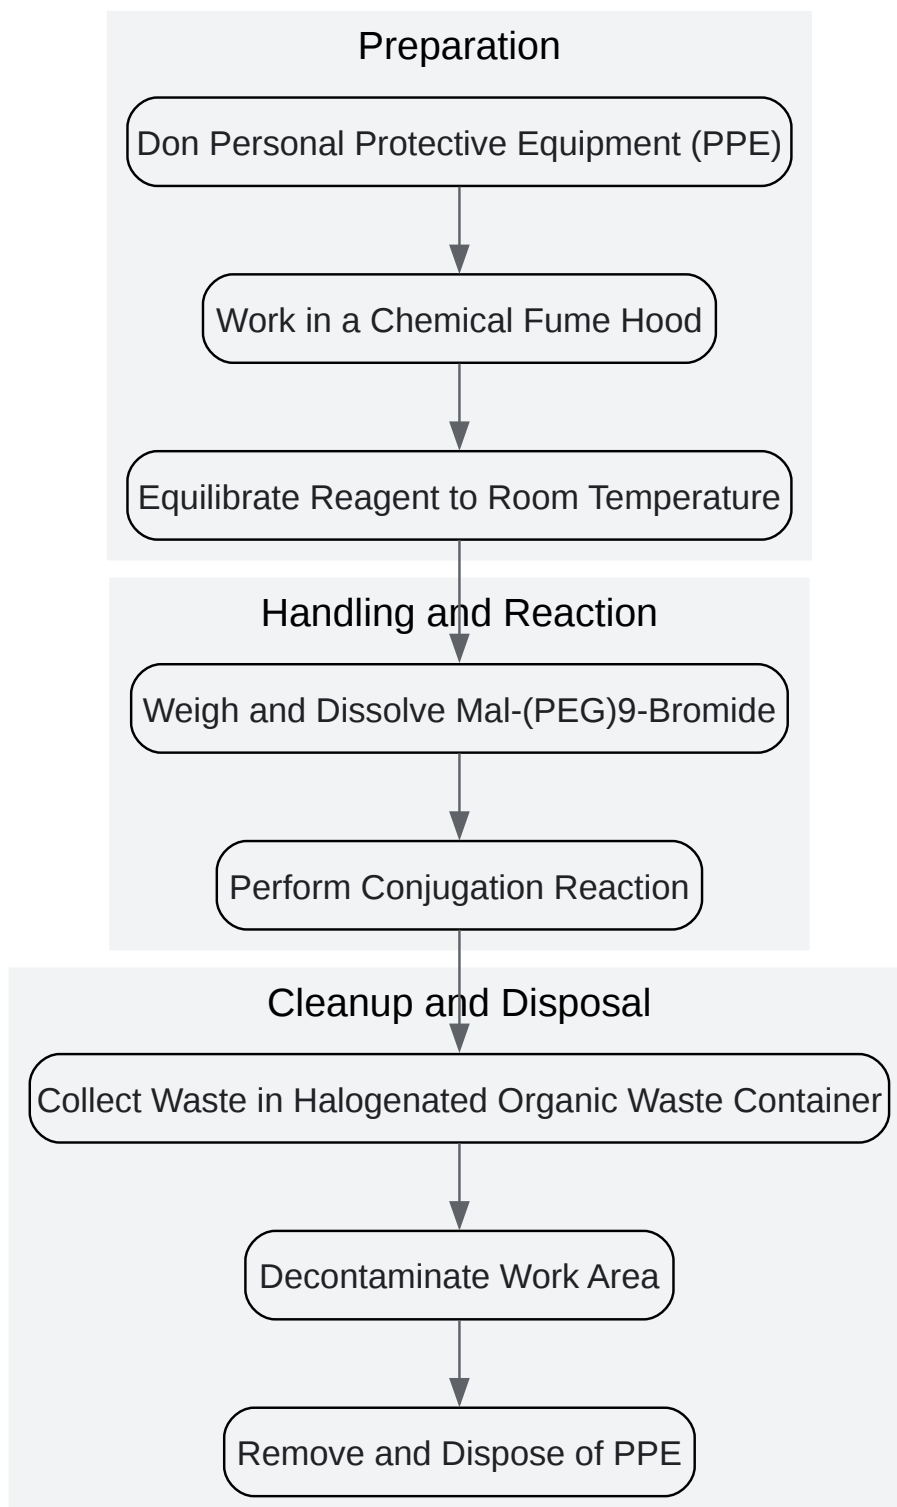 Preparation
Don Personal Protective Equipment (PPE)
Work in a Chemical Fume Hood
Equilibrate Reagent to Room Temperature
Handling and Reaction
Weigh and Dissolve Mal-(PEG)9-Bromide
Perform Conjugation Reaction
Cleanup and Disposal
Collect Waste in Halogenated Organic Waste Container
Decontaminate Work Area
Remove and Dispose of PPE